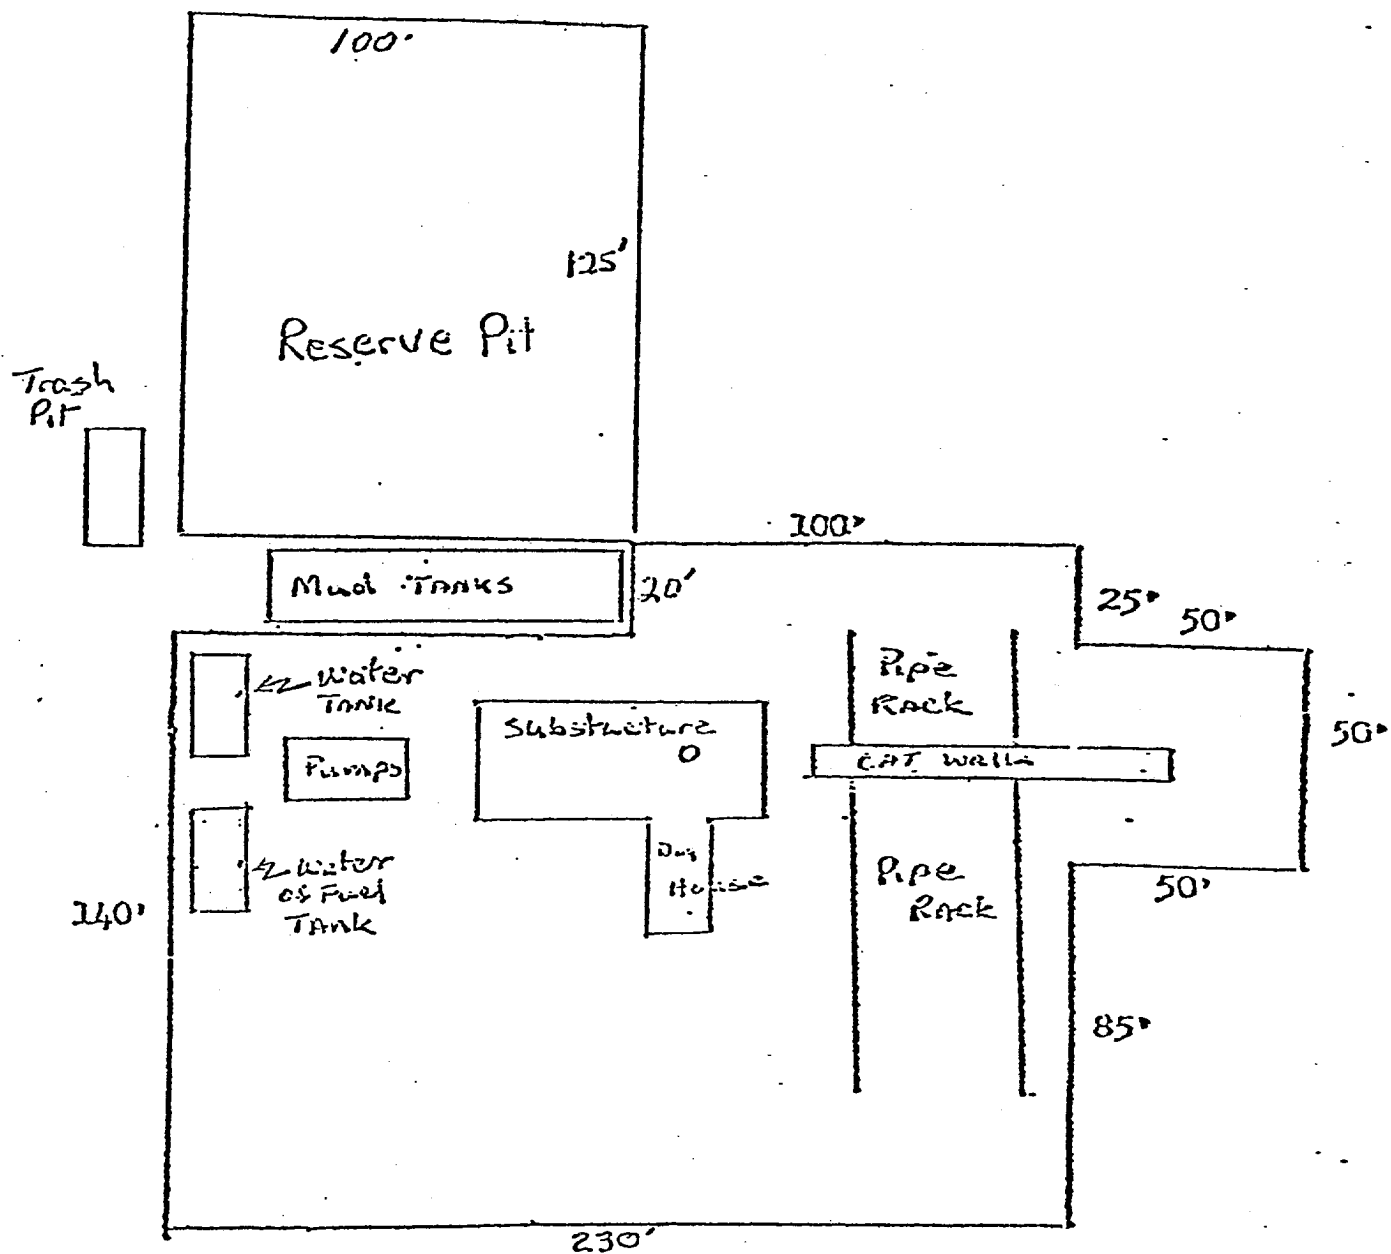 100'
125'
Reserve Pit
Trash
Pit
100'
Mud TANKS
20'
25'
50'
Water
TANK
Pipe
RACK
Substructure
50'
Pumps
CAT Walk
Dog
House
Water
or Fuel
TANK
Pipe
RACK
50'
140'
85'
230'